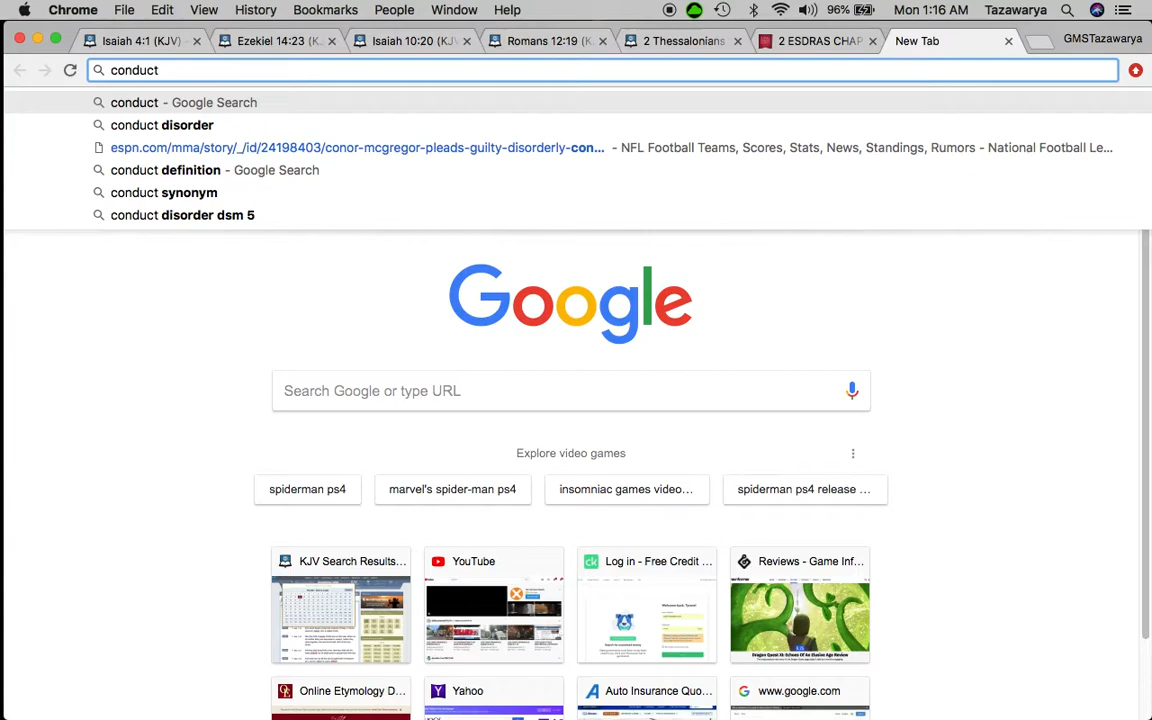 Chrome File Edit View History Bookmarks People Window Help 96% Mon 1:16 AM Tazawarya
Isaiah 4:1 (KJV) Ezekiel 14:23 (K Isaiah 10:20 (KJV Romans 12:19 (K 2 Thessalonians 2 ESDRAS CHAP New Tab GMSTazawarya
conduct
conduct - Google Search
conduct disorder
espn.com/mma/story/_/id/24198403/conor-mcgregor-pleads-guilty-disorderly-con... - NFL Football Teams, Scores, Stats, News, Standings, Rumors - National Football Le...
conduct definition - Google Search
conduct synonym
conduct disorder dsm 5
Google
Search Google or type URL
Explore video games
spiderman ps4 marvel's spider-man ps4 insomniac games video... spiderman ps4 release ...
KJV Search Results... YouTube Log in - Free Credit ... Reviews - Game Inf...
Online Etymology D... Yahoo Auto Insurance Quo... www.google.com